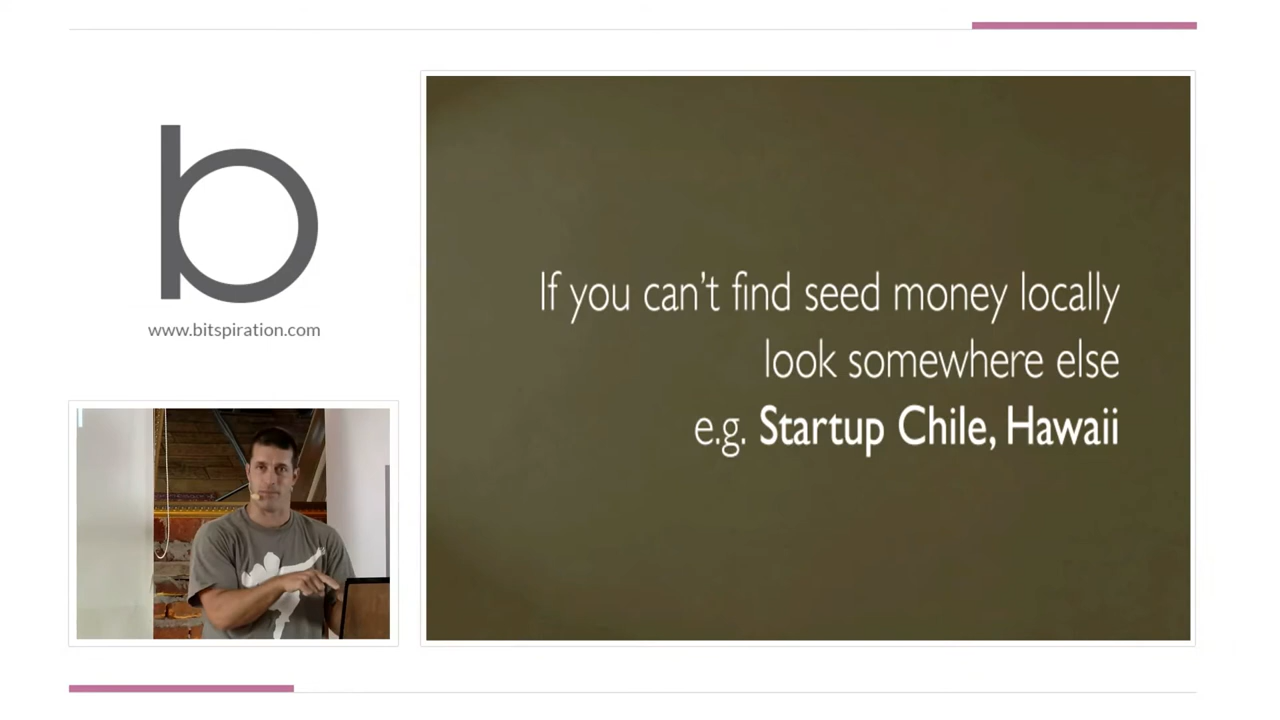 b
www.bitspiration.com
If you can't find seed money locally
look somewhere else
e.g. Startup Chile, Hawaii